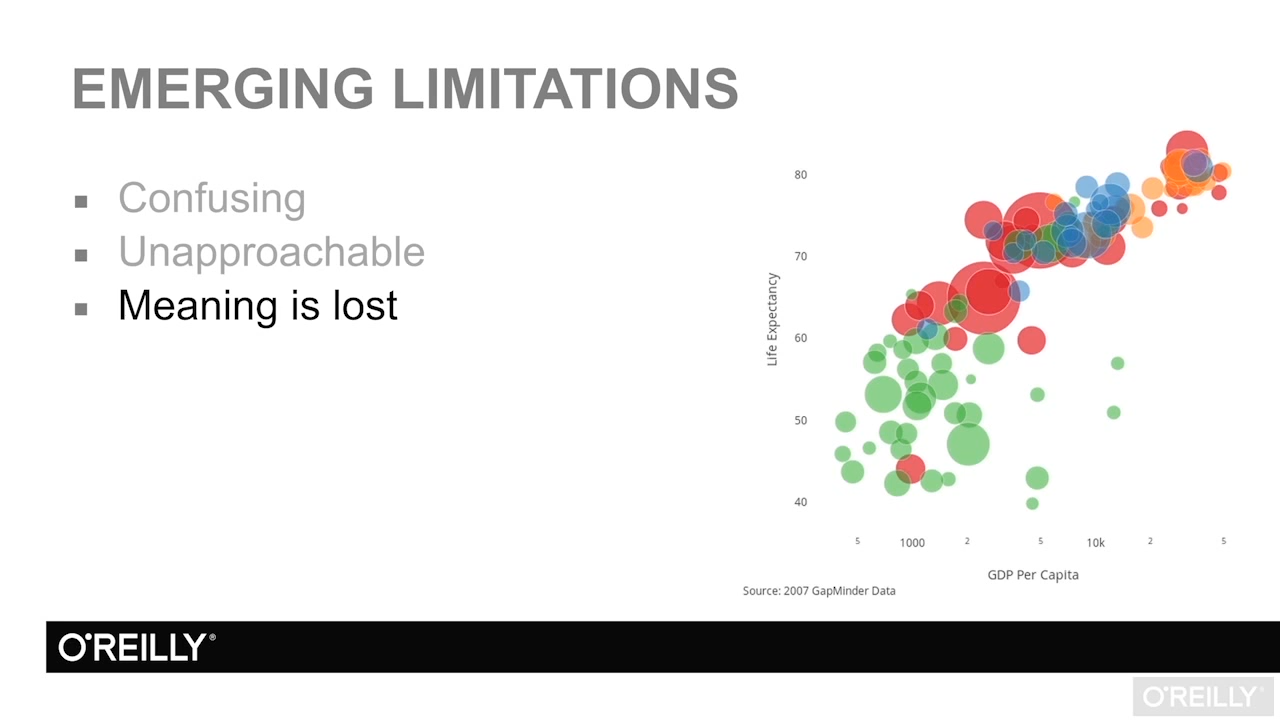 EMERGING LIMITATIONS
Confusing
Unapproachable
Meaning is lost
80
70
60
50
40
Life Expectancy
5
1000
2
5
10k
2
5
GDP Per Capita
Source: 2007 GapMinder Data
O'REILLY®
O'REILLY®